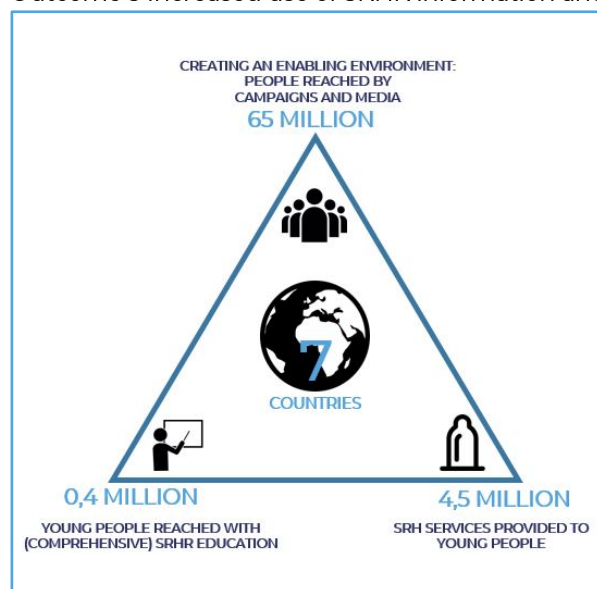 CREATING AN ENABLING ENVIRONMENT:
PEOPLE REACHED BY
CAMPAIGNS AND MEDIA
65 MILLION
7
COUNTRIES
0,4 MILLION
YOUNG PEOPLE REACHED WITH
(COMPREHENSIVE) SRHR EDUCATION
4,5 MILLION
SRH SERVICES PROVIDED TO
YOUNG PEOPLE